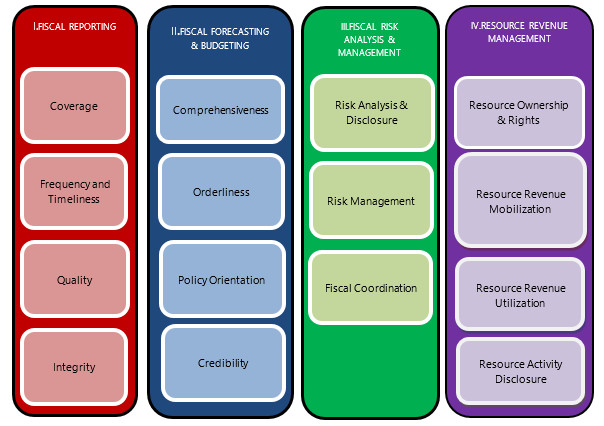 I.FISCAL REPORTING
Coverage
Frequency and
Timeliness
Quality
Integrity
II.FISCAL FORECASTING
& BUDGETING
Comprehensiveness
Orderliness
Policy Orientation
Credibility
III.FISCAL RISK
ANALYSIS &
MANAGEMENT
Risk Analysis &
Disclosure
Risk Management
Fiscal Coordination
IV.RESOURCE REVENUE
MANAGEMENT
Resource Ownership
& Rights
Resource Revenue
Mobilization
Resource Revenue
Utilization
Resource Activity
Disclosure